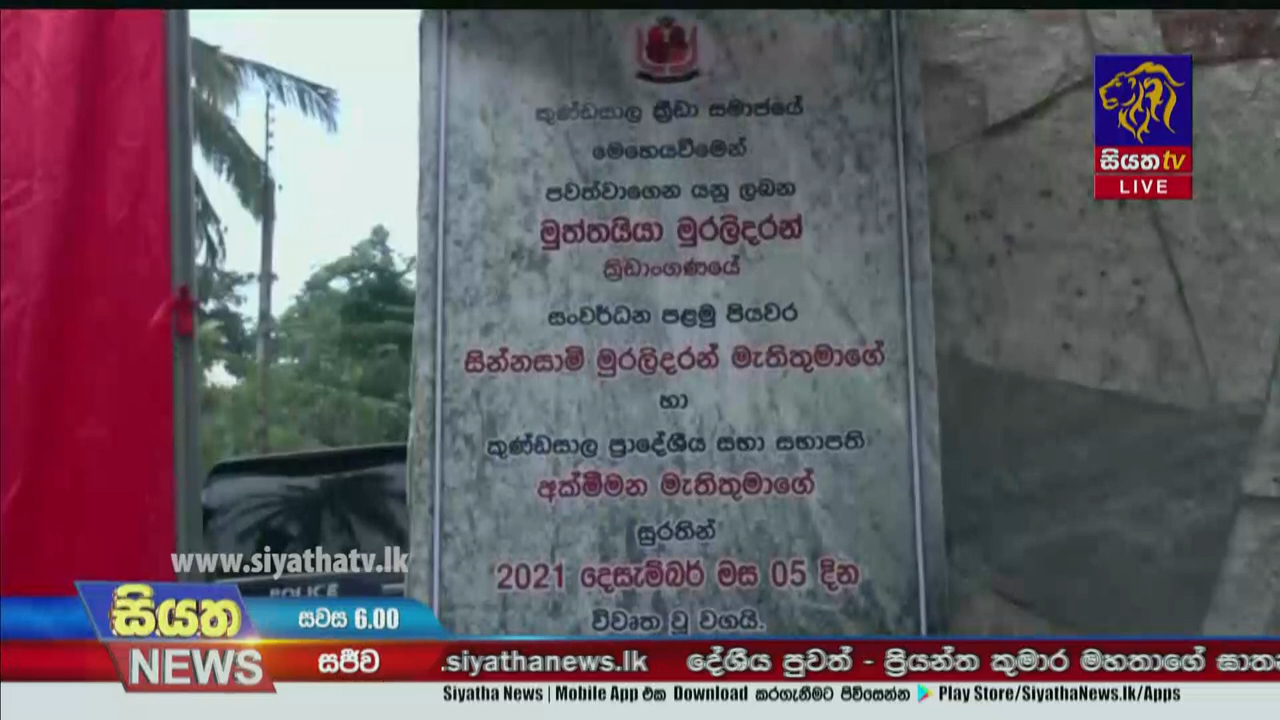 කුණ්ඩසාල ක්‍රීඩා සමාජයේ
මෙහෙයවීමෙන්
පවත්වාගෙන යනු ලබන
මුත්තයියා මුරලිදරන්
ක්‍රීඩාංගණයේ
සංවර්ධන පළමු පියවර
සින්නසාමි මුරලිදරන් මැතිතුමාගේ
හා
කුණ්ඩසාල ප්‍රාදේශීය සභා සභාපති
අක්මීමන මැතිතුමාගේ
සුරතින්
2021 දෙසැම්බර් මස 05 දින
විවෘත වූ වගයි.
සියත tv
LIVE
www.siyathatv.lk
POLICE
සියත
NEWS
සවස 6.00
සජීව
.siyathanews.lk දේශීය පුවත් - ප්‍රියන්ත කුමාර මහතාගේ
Siyatha News | Mobile App එක Download කරගැනීමට පිවිසෙන්න Play Store/SiyathaNews.lk/Apps